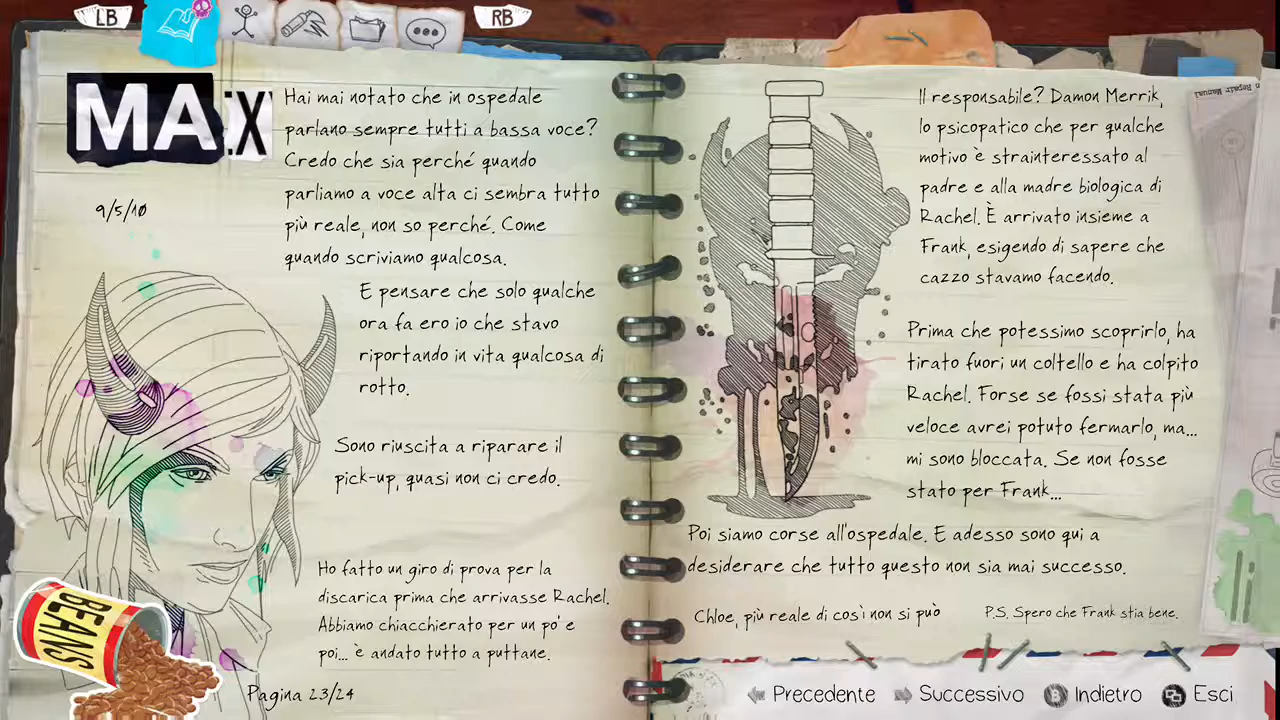 LB
RB
MAX
Hai mai notato che in ospedale
parlano sempre tutti a bassa voce?
Credo che sia perché quando
parliamo a voce alta ci sembra tutto
più reale, non so perché. Come
quando scriviamo qualcosa.
9/5/10
E pensare che solo qualche
ora fa ero io che stavo
riportando in vita qualcosa di
rotto.
Sono riuscita a riparare il
pick-up, quasi non ci credo.
Ho fatto un giro di prova per la
discarica prima che arrivasse Rachel.
Abbiamo chiacchierato per un po' e
poi... è andato tutto a puttane.
BEANS
Pagina 23/24
Il responsabile? Damon Merrik,
lo psicopatico che per qualche
motivo è strainteressato al
padre e alla madre biologica di
Rachel. È arrivato insieme a
Frank, esigendo di sapere che
cazzo stavamo facendo.
Prima che potessimo scoprirlo, ha
tirato fuori un coltello e ha colpito
Rachel. Forse se fossi stata più
veloce avrei potuto fermarlo, ma...
mi sono bloccata. Se non fosse
stato per Frank...
Poi siamo corse all'ospedale. E adesso sono qui a
desiderare che tutto questo non sia mai successo.
Chloe, più reale di così non si può
P.S. Spero che Frank stia bene.
n Repair Manual
Precedente
Successivo
B Indietro
Esci